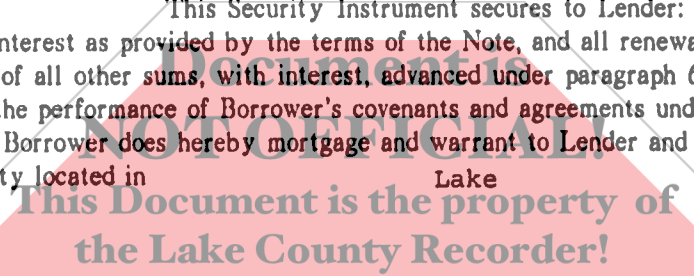 This Security Instrument secures to Lender:
nterest as provided by the terms of the Note, and all renewa
of all other sums, with interest, advanced under paragraph
he performance of Borrower's covenants and agreements und
Borrower does hereby mortgage and warrant to Lender and
ty located in Lake
Document is
NOT OFFICIAL!
This Document is the property of
the Lake County Recorder!